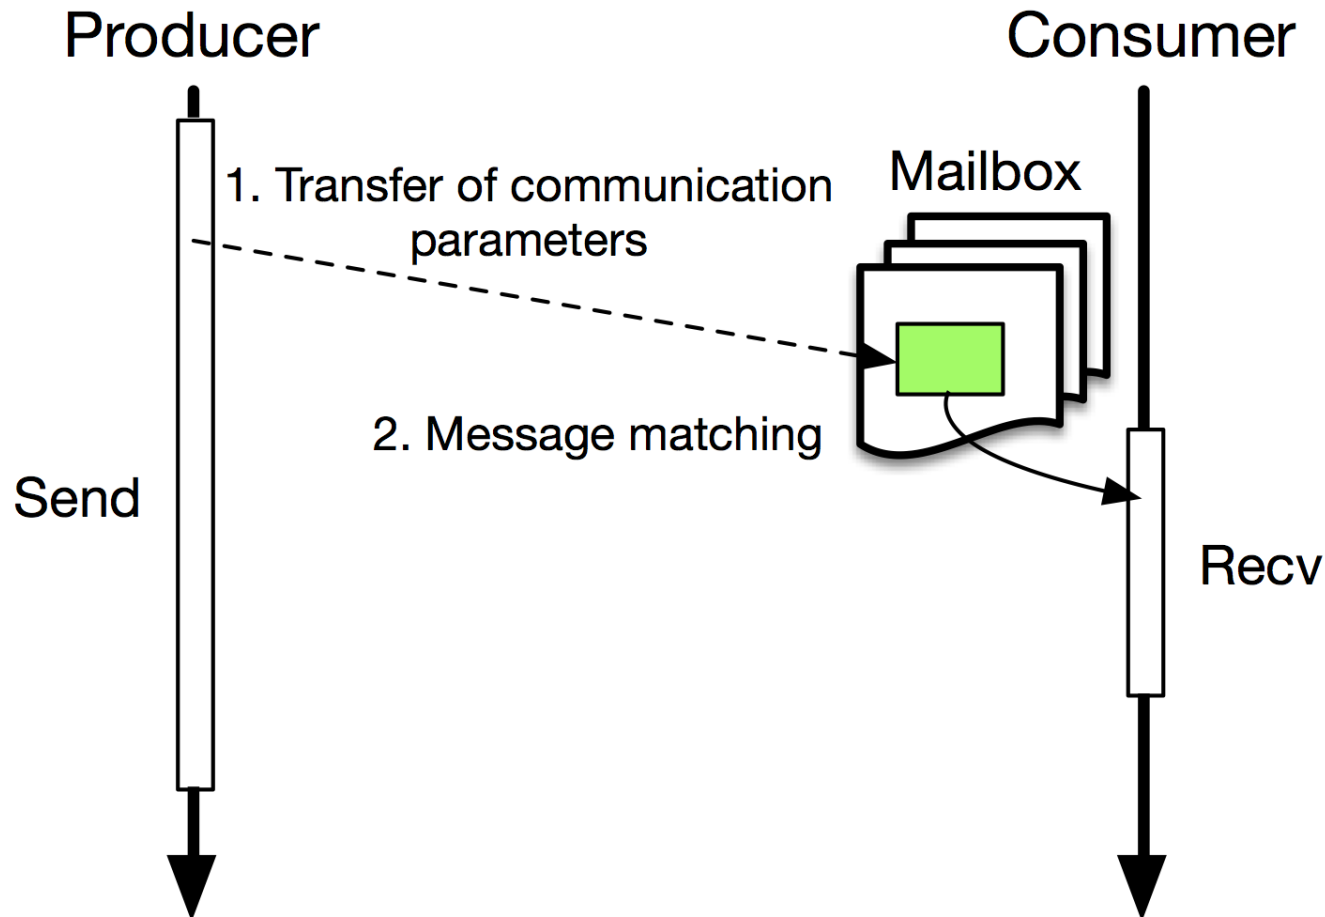 Producer
Consumer
1. Transfer of communication
parameters
Mailbox
2. Message matching
Send
Recv